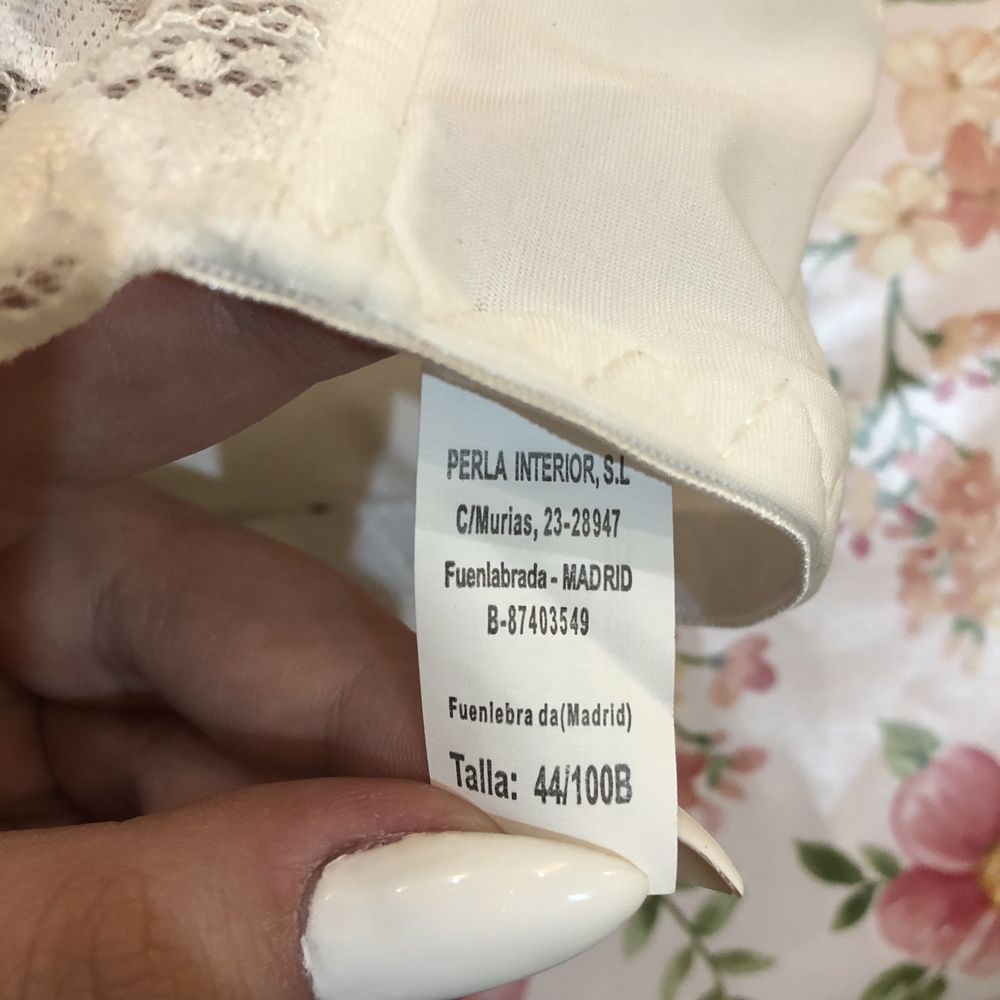 PERLA INTERIOR, S.L
C/Murias, 23-28947
Fuenlabrada - MADRID
B-87403549
Fuenlebra da(Madrid)
Talla: 44/100B